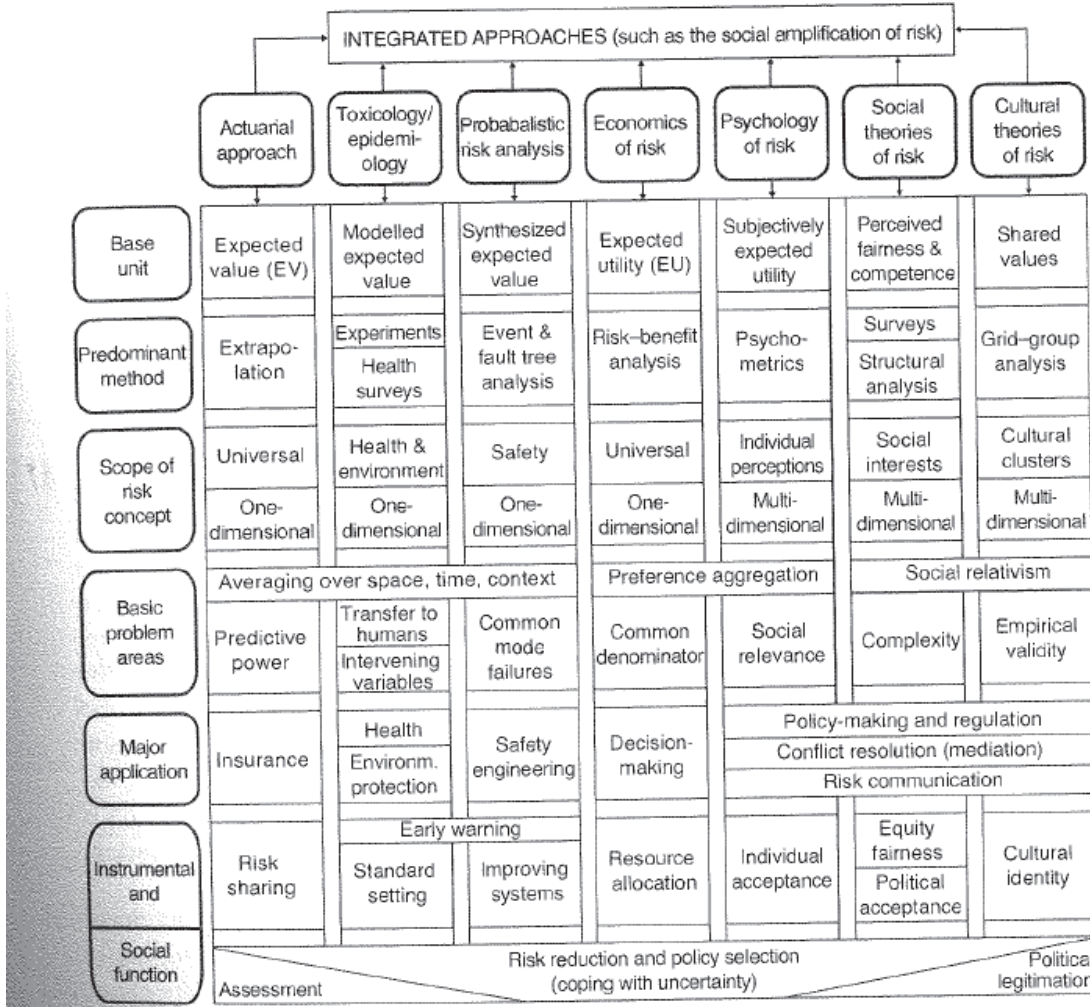 INTEGRATED APPROACHES (such as the social amplification of risk)
Actuarial
approach
Toxicology/
epidemi-
ology
Probabalistic
risk analysis
Economics
of risk
Psychology
of risk
Social
theories
of risk
Cultural
theories
of risk
Base
unit
Expected
value (EV)
Modelled
expected
value
Synthesized
expected
value
Expected
utility (EU)
Subjectively
expected
utility
Perceived
fairness &
competence
Shared
values
Predominant
method
Extrapo-
lation
Experiments
Health
surveys
Event &
fault tree
analysis
Risk–benefit
analysis
Psycho-
metrics
Surveys
Structural
analysis
Grid–group
analysis
Scope of
risk
concept
Universal
Health &
environment
Safety
Universal
Individual
perceptions
Social
interests
Cultural
clusters
One-
dimensional
One-
dimensional
One-
dimensional
One-
dimensional
Multi-
dimensional
Multi-
dimensional
Multi-
dimensional
Basic
problem
areas
Averaging over space, time, context
Preference aggregation
Social relativism
Predictive
power
Transfer to
humans
Intervening
variables
Common
mode
failures
Common
denominator
Social
relevance
Complexity
Empirical
validity
Major
application
Insurance
Health
Environm.
protection
Safety
engineering
Decision-
making
Policy-making and regulation
Conflict resolution (mediation)
Risk communication
Instrumental
and
Social
function
Risk
sharing
Early warning
Standard
setting
Improving
systems
Resource
allocation
Individual
acceptance
Equity
fairness
Political
acceptance
Cultural
identity
Assessment
Risk reduction and policy selection
(coping with uncertainty)
Politica
legitimation